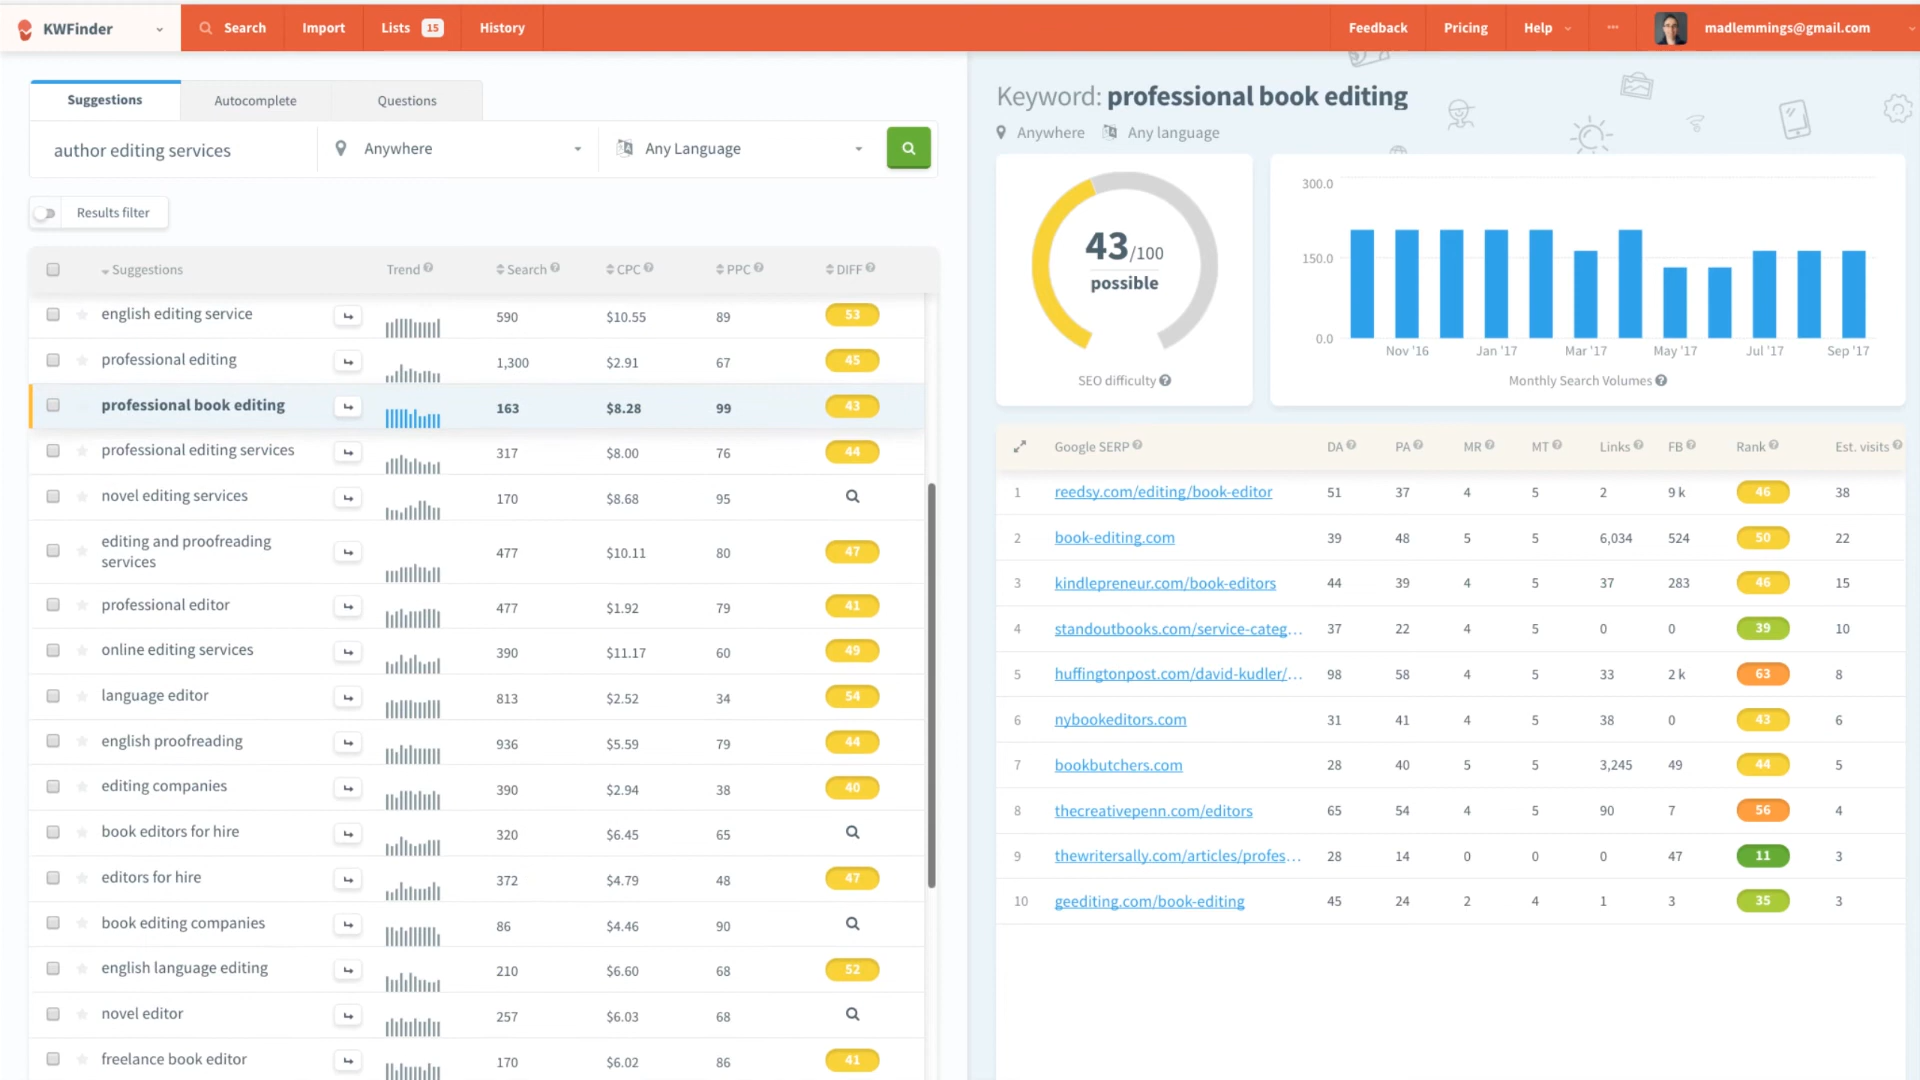 KWFinder Search Import Lists 15 History Feedback Pricing Help ... madlemmings@gmail.com
Suggestions Autocomplete Questions
author editing services Anywhere Any Language
Results filter
Suggestions Trend Search CPC PPC DIFF
english editing service 590 $10.55 89 53
professional editing 1,300 $2.91 67 45
professional book editing 163 $8.28 99 43
professional editing services 317 $8.00 76 44
novel editing services 170 $8.68 95
editing and proofreading
services 477 $10.11 80 47
professional editor 477 $1.92 79 41
online editing services 390 $11.17 60 49
language editor 813 $2.52 34 54
english proofreading 936 $5.59 79 44
editing companies 390 $2.94 38 40
book editors for hire 320 $6.45 65
editors for hire 372 $4.79 48 47
book editing companies 86 $4.46 90
english language editing 210 $6.60 68 52
novel editor 257 $6.03 68
freelance book editor 170 $6.02 86 41
Keyword: professional book editing
Anywhere Any language
43/100
possible
SEO difficulty ?
300.0
150.0
0.0
Nov '16 Jan '17 Mar '17 May '17 Jul '17 Sep '17
Monthly Search Volumes ?
Google SERP DA PA MR MT Links FB Rank Est. visits
1 reedsy.com/editing/book-editor 51 37 4 5 2 9 k 46 38
2 book-editing.com 39 48 5 5 6,034 524 50 22
3 kindlepreneur.com/book-editors 44 39 4 5 37 283 46 15
4 standoutbooks.com/service-categ... 37 22 4 5 0 0 39 10
5 huffingtonpost.com/david-kudler/... 98 58 4 5 33 2 k 63 8
6 nybookeditors.com 31 41 4 5 38 0 43 6
7 bookbutchers.com 28 40 5 5 3,245 49 44 5
8 thecreativepenn.com/editors 65 54 4 5 90 7 56 4
9 thewritersally.com/articles/profes... 28 14 0 0 0 47 11 3
10 geediting.com/book-editing 45 24 2 4 1 3 35 3